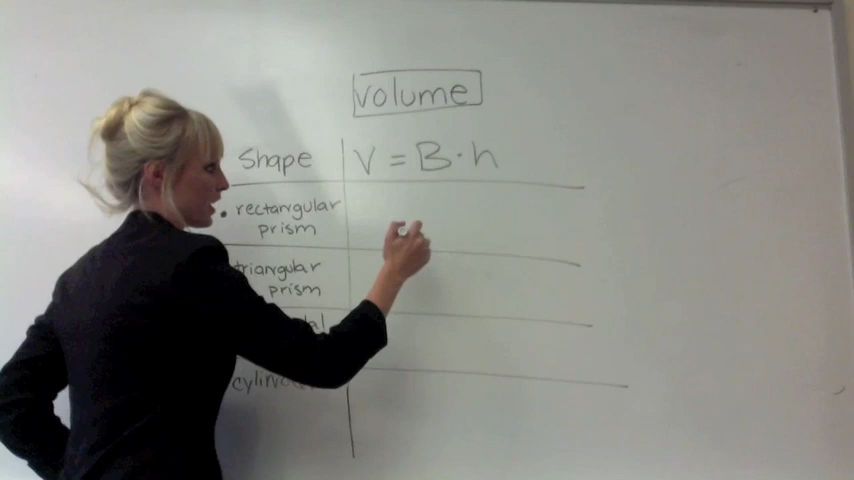 Volume
Shape V = B · h
• rectangular
prism
triangular
prism